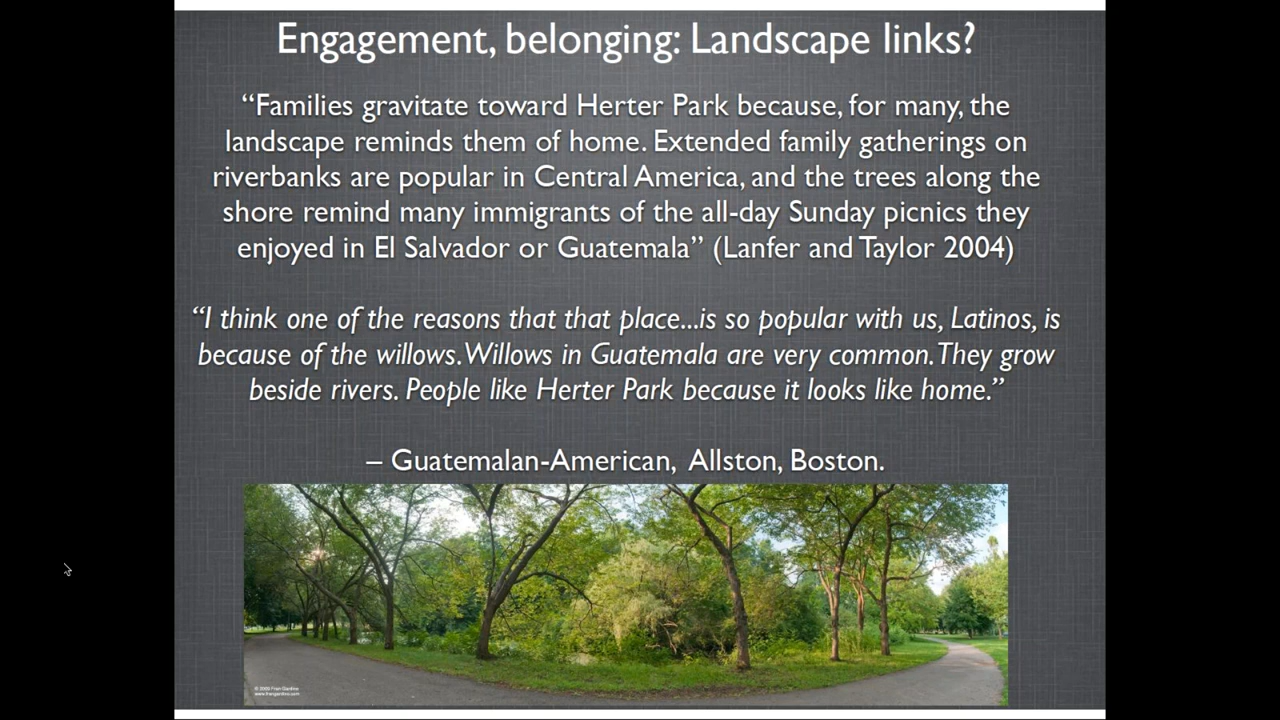 Engagement, belonging: Landscape links?
“Families gravitate toward Herter Park because, for many, the
landscape reminds them of home. Extended family gatherings on
riverbanks are popular in Central America, and the trees along the
shore remind many immigrants of the all-day Sunday picnics they
enjoyed in El Salvador or Guatemala” (Lanfer and Taylor 2004)
“I think one of the reasons that that place...is so popular with us, Latinos, is
because of the willows. Willows in Guatemala are very common. They grow
beside rivers. People like Herter Park because it looks like home.”
– Guatemalan-American, Allston, Boston.